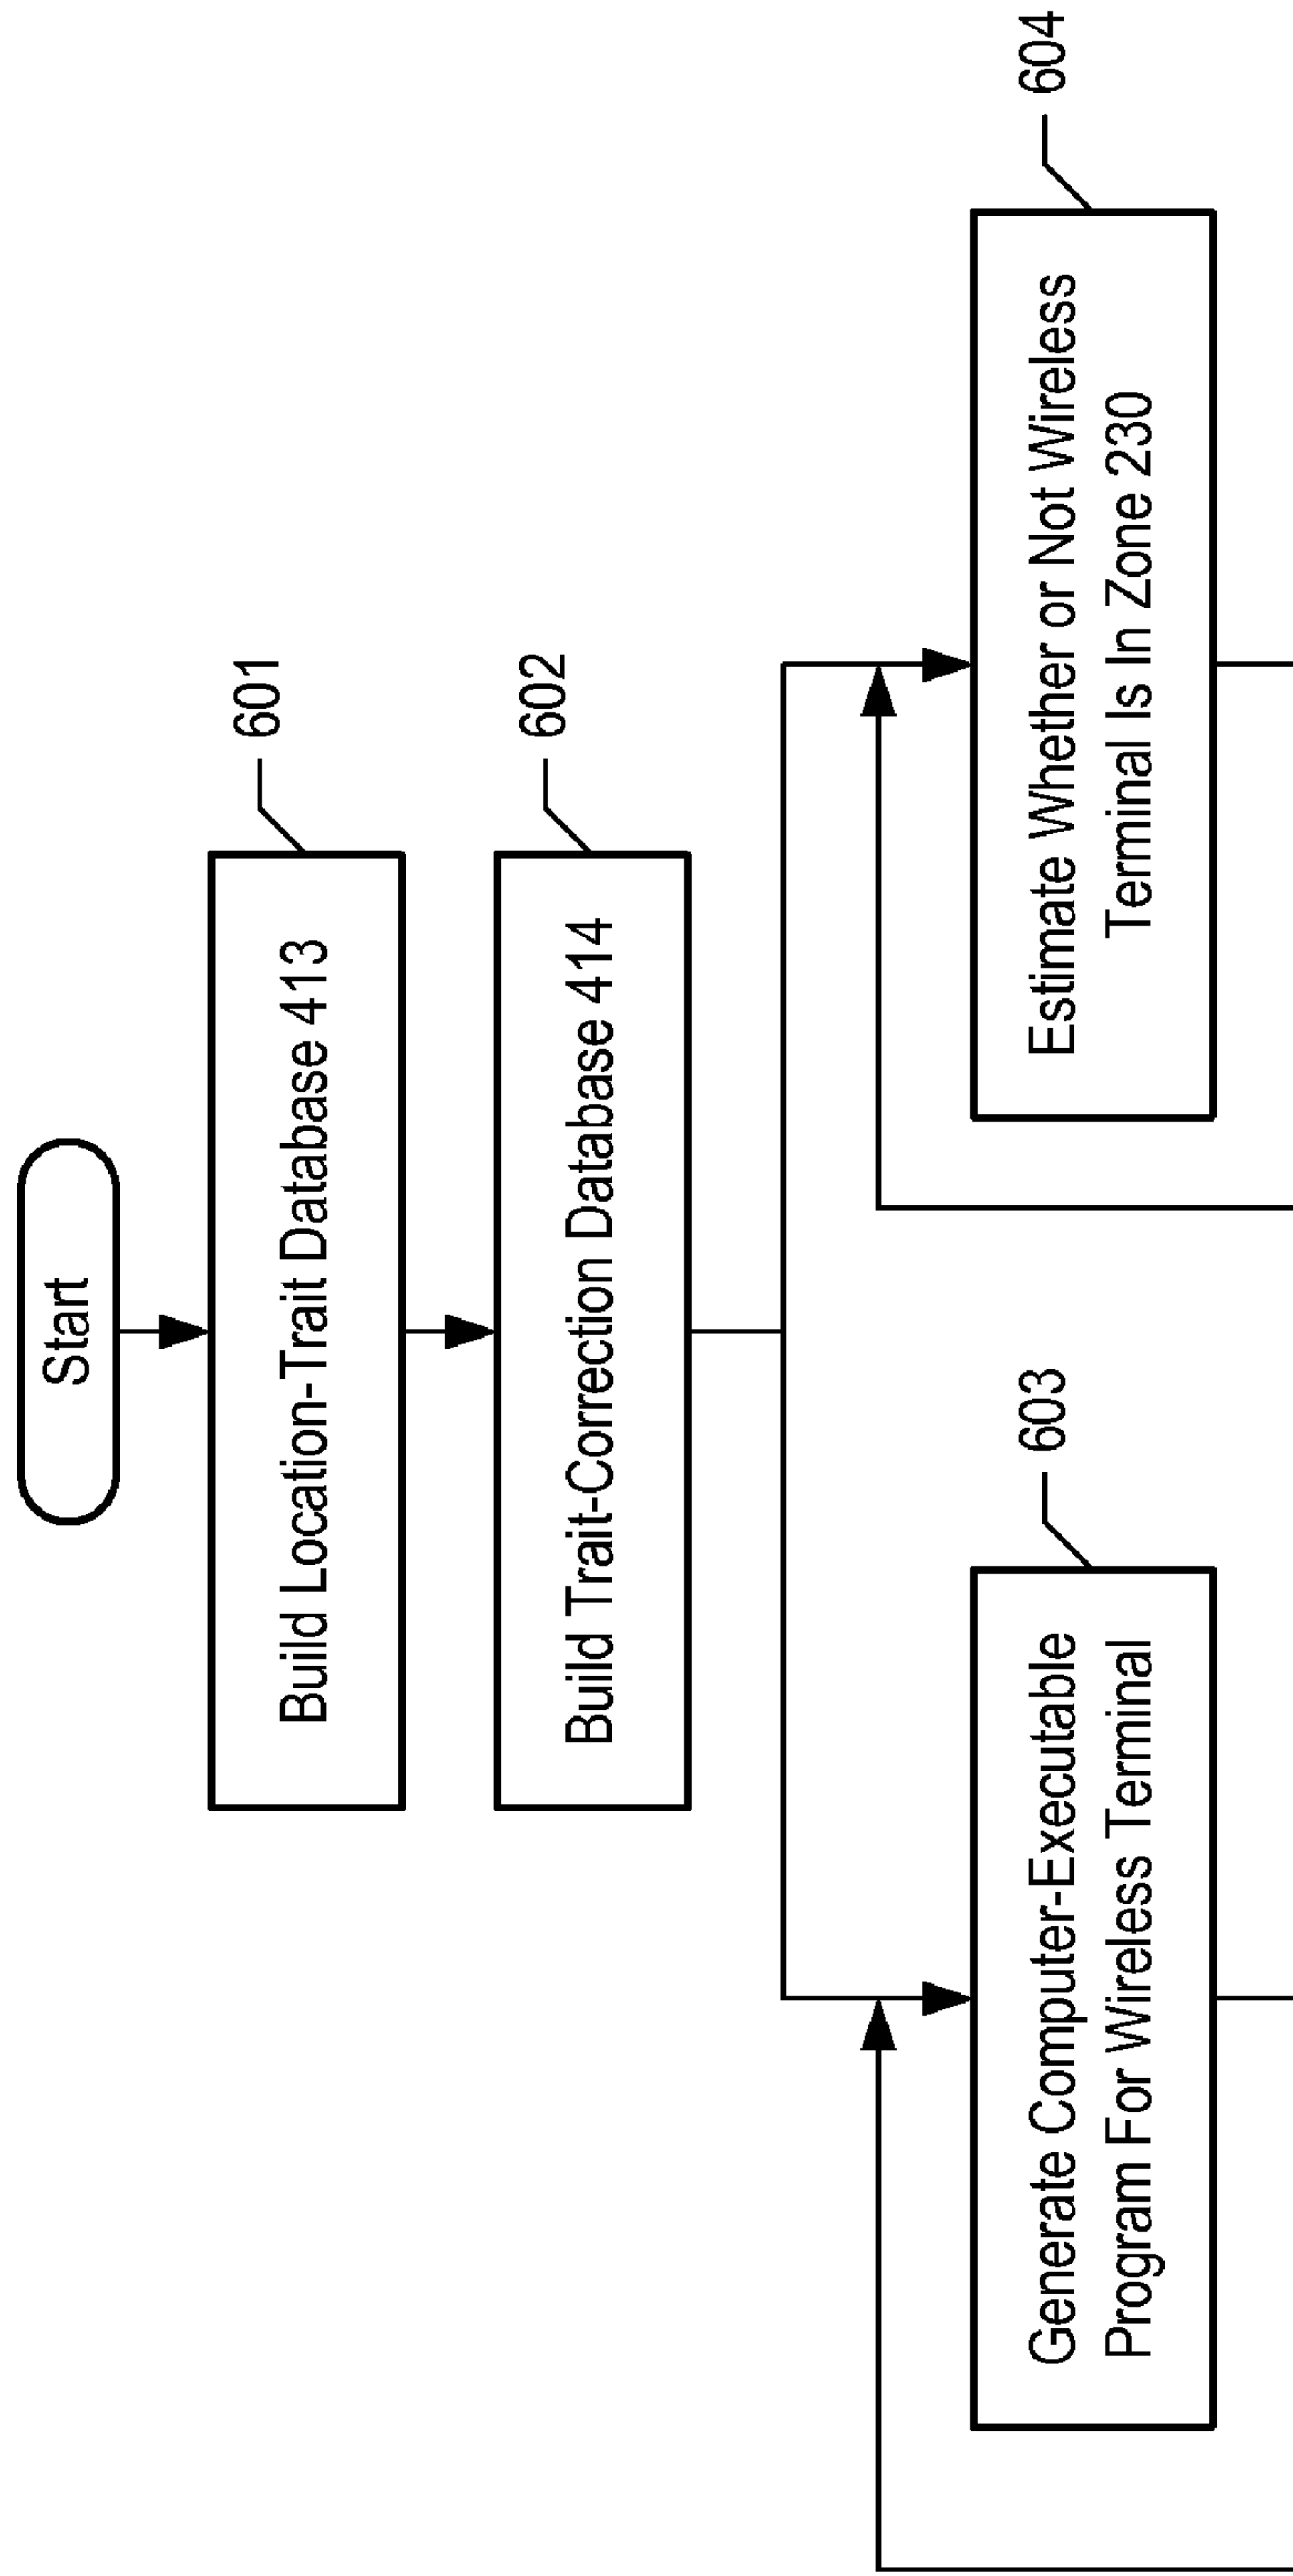 Start
Build Location-Trait Database 413
601
Build Trait-Correction Database 414
602
Generate Computer-Executable
Program For Wireless Terminal
603
Estimate Whether or Not Wireless
Terminal Is In Zone 230
604